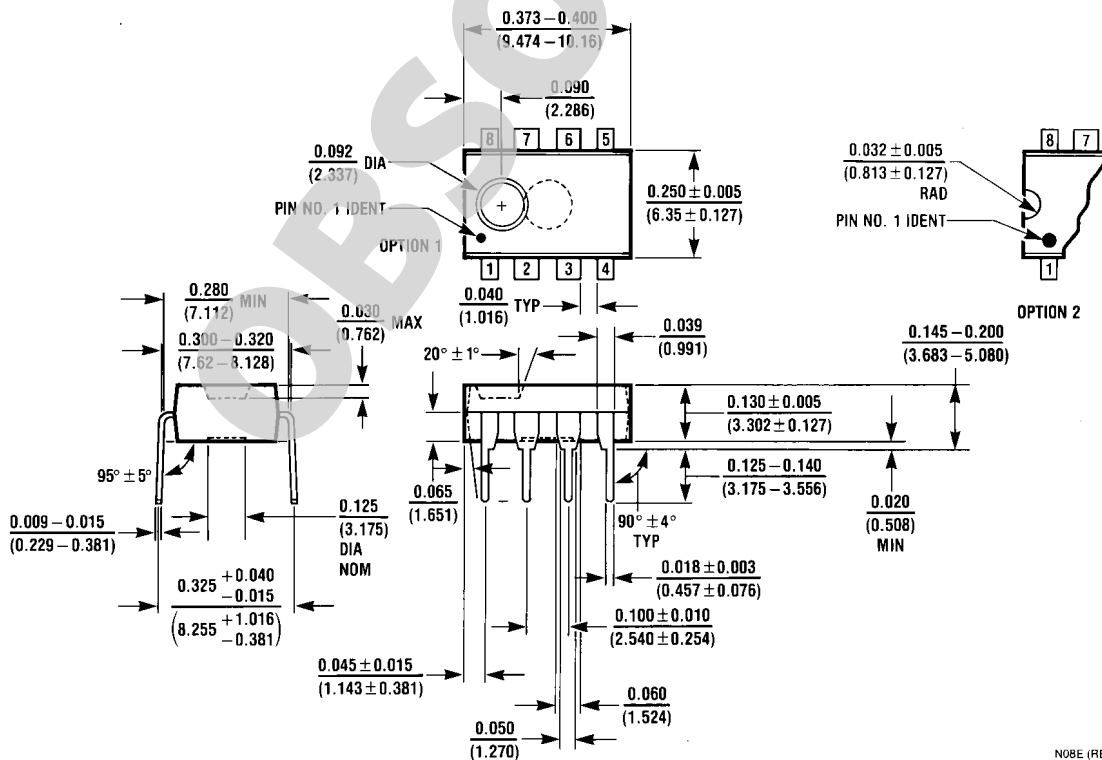 0.373 – 0.400
(9.474 – 10.16)
0.090
(2.286)
8 7 6 5
0.092 DIA
(2.337)
PIN NO. 1 IDENT
OPTION 1
1 2 3 4
0.250 ± 0.005
(6.35 ± 0.127)
8 7
0.032 ± 0.005
(0.813 ± 0.127)
RAD
PIN NO. 1 IDENT
1
OPTION 2
0.280 MIN
(7.112)
0.030 MAX
(0.762)
0.300 – 0.320
(7.62 – 8.128)
0.040 TYP
(1.016)
0.039
(0.991)
20° ± 1°
0.145 – 0.200
(3.683 – 5.080)
0.130 ± 0.005
(3.302 ± 0.127)
95° ± 5°
0.065
(1.651)
0.125 – 0.140
(3.175 – 3.556)
0.020
(0.508)
MIN
90° ± 4°
TYP
0.009 – 0.015
(0.229 – 0.381)
0.125
(3.175)
DIA
NOM
0.018 ± 0.003
(0.457 ± 0.076)
0.325 +0.040 −0.015
(8.255 +1.016 −0.381)
0.100 ± 0.010
(2.540 ± 0.254)
0.045 ± 0.015
(1.143 ± 0.381)
0.060
(1.524)
0.050
(1.270)
N08E
OBSO